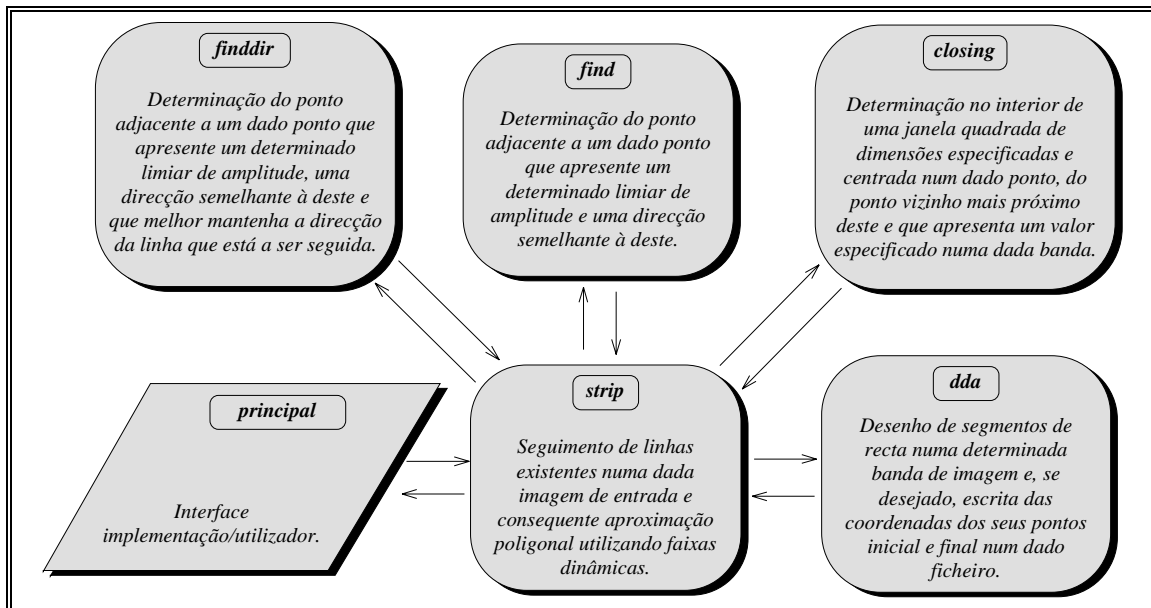 finddir
Determinação do ponto
adjacente a um dado ponto que
apresente um determinado
limiar de amplitude, uma
direcção semelhante à deste e
que melhor mantenha a direcção
da linha que está a ser seguida.
find
Determinação do ponto
adjacente a um dado ponto
que apresente um
determinado limiar de
amplitude e uma direcção
semelhante à deste.
closing
Determinação no interior de
uma janela quadrada de
dimensões especificadas e
centrada num dado ponto, do
ponto vizinho mais próximo
deste e que apresenta um valor
especificado numa dada banda.
principal
Interface
implementação/utilizador.
strip
Seguimento de linhas
existentes numa dada
imagem de entrada e
consequente aproximação
poligonal utilizando faixas
dinâmicas.
dda
Desenho de segmentos de
recta numa determinada
banda de imagem e, se
desejado, escrita das
coordenadas dos seus pontos
inicial e final num dado
ficheiro.